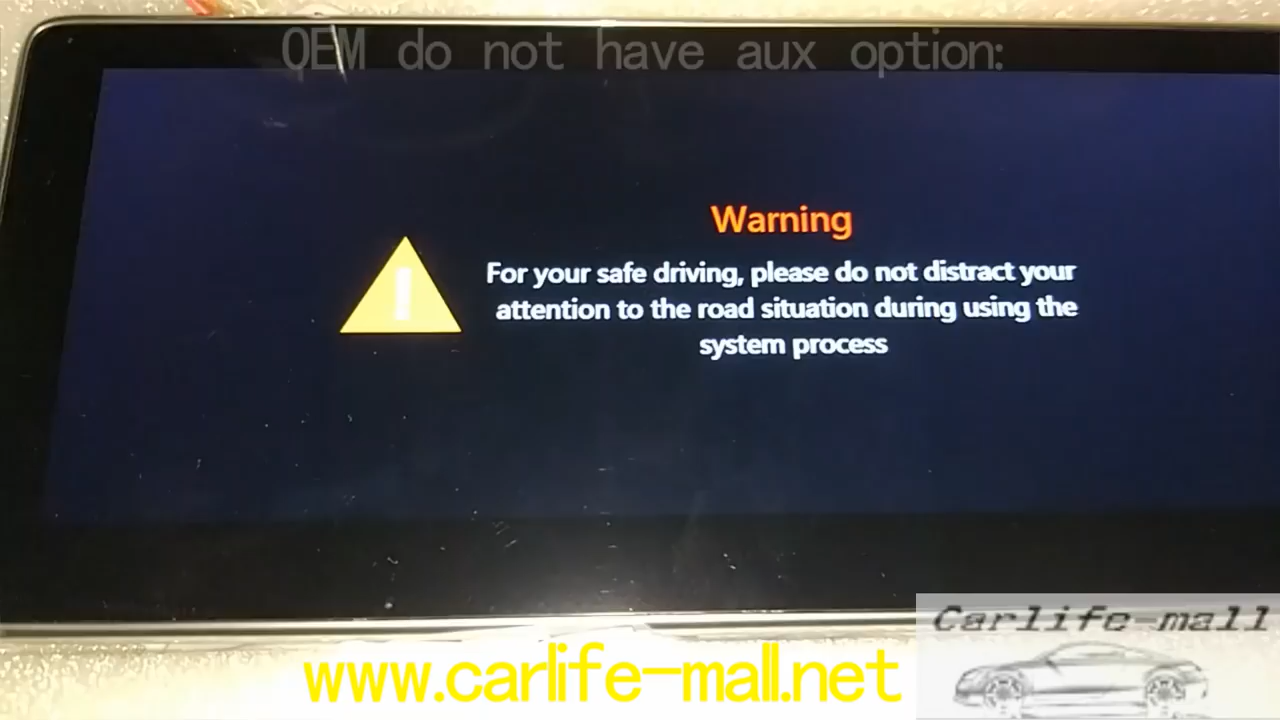 OEM do not have aux option:
Warning
For your safe driving, please do not distract your
attention to the road situation during using the
system process
Carlife-mall
www.carlife-mall.net